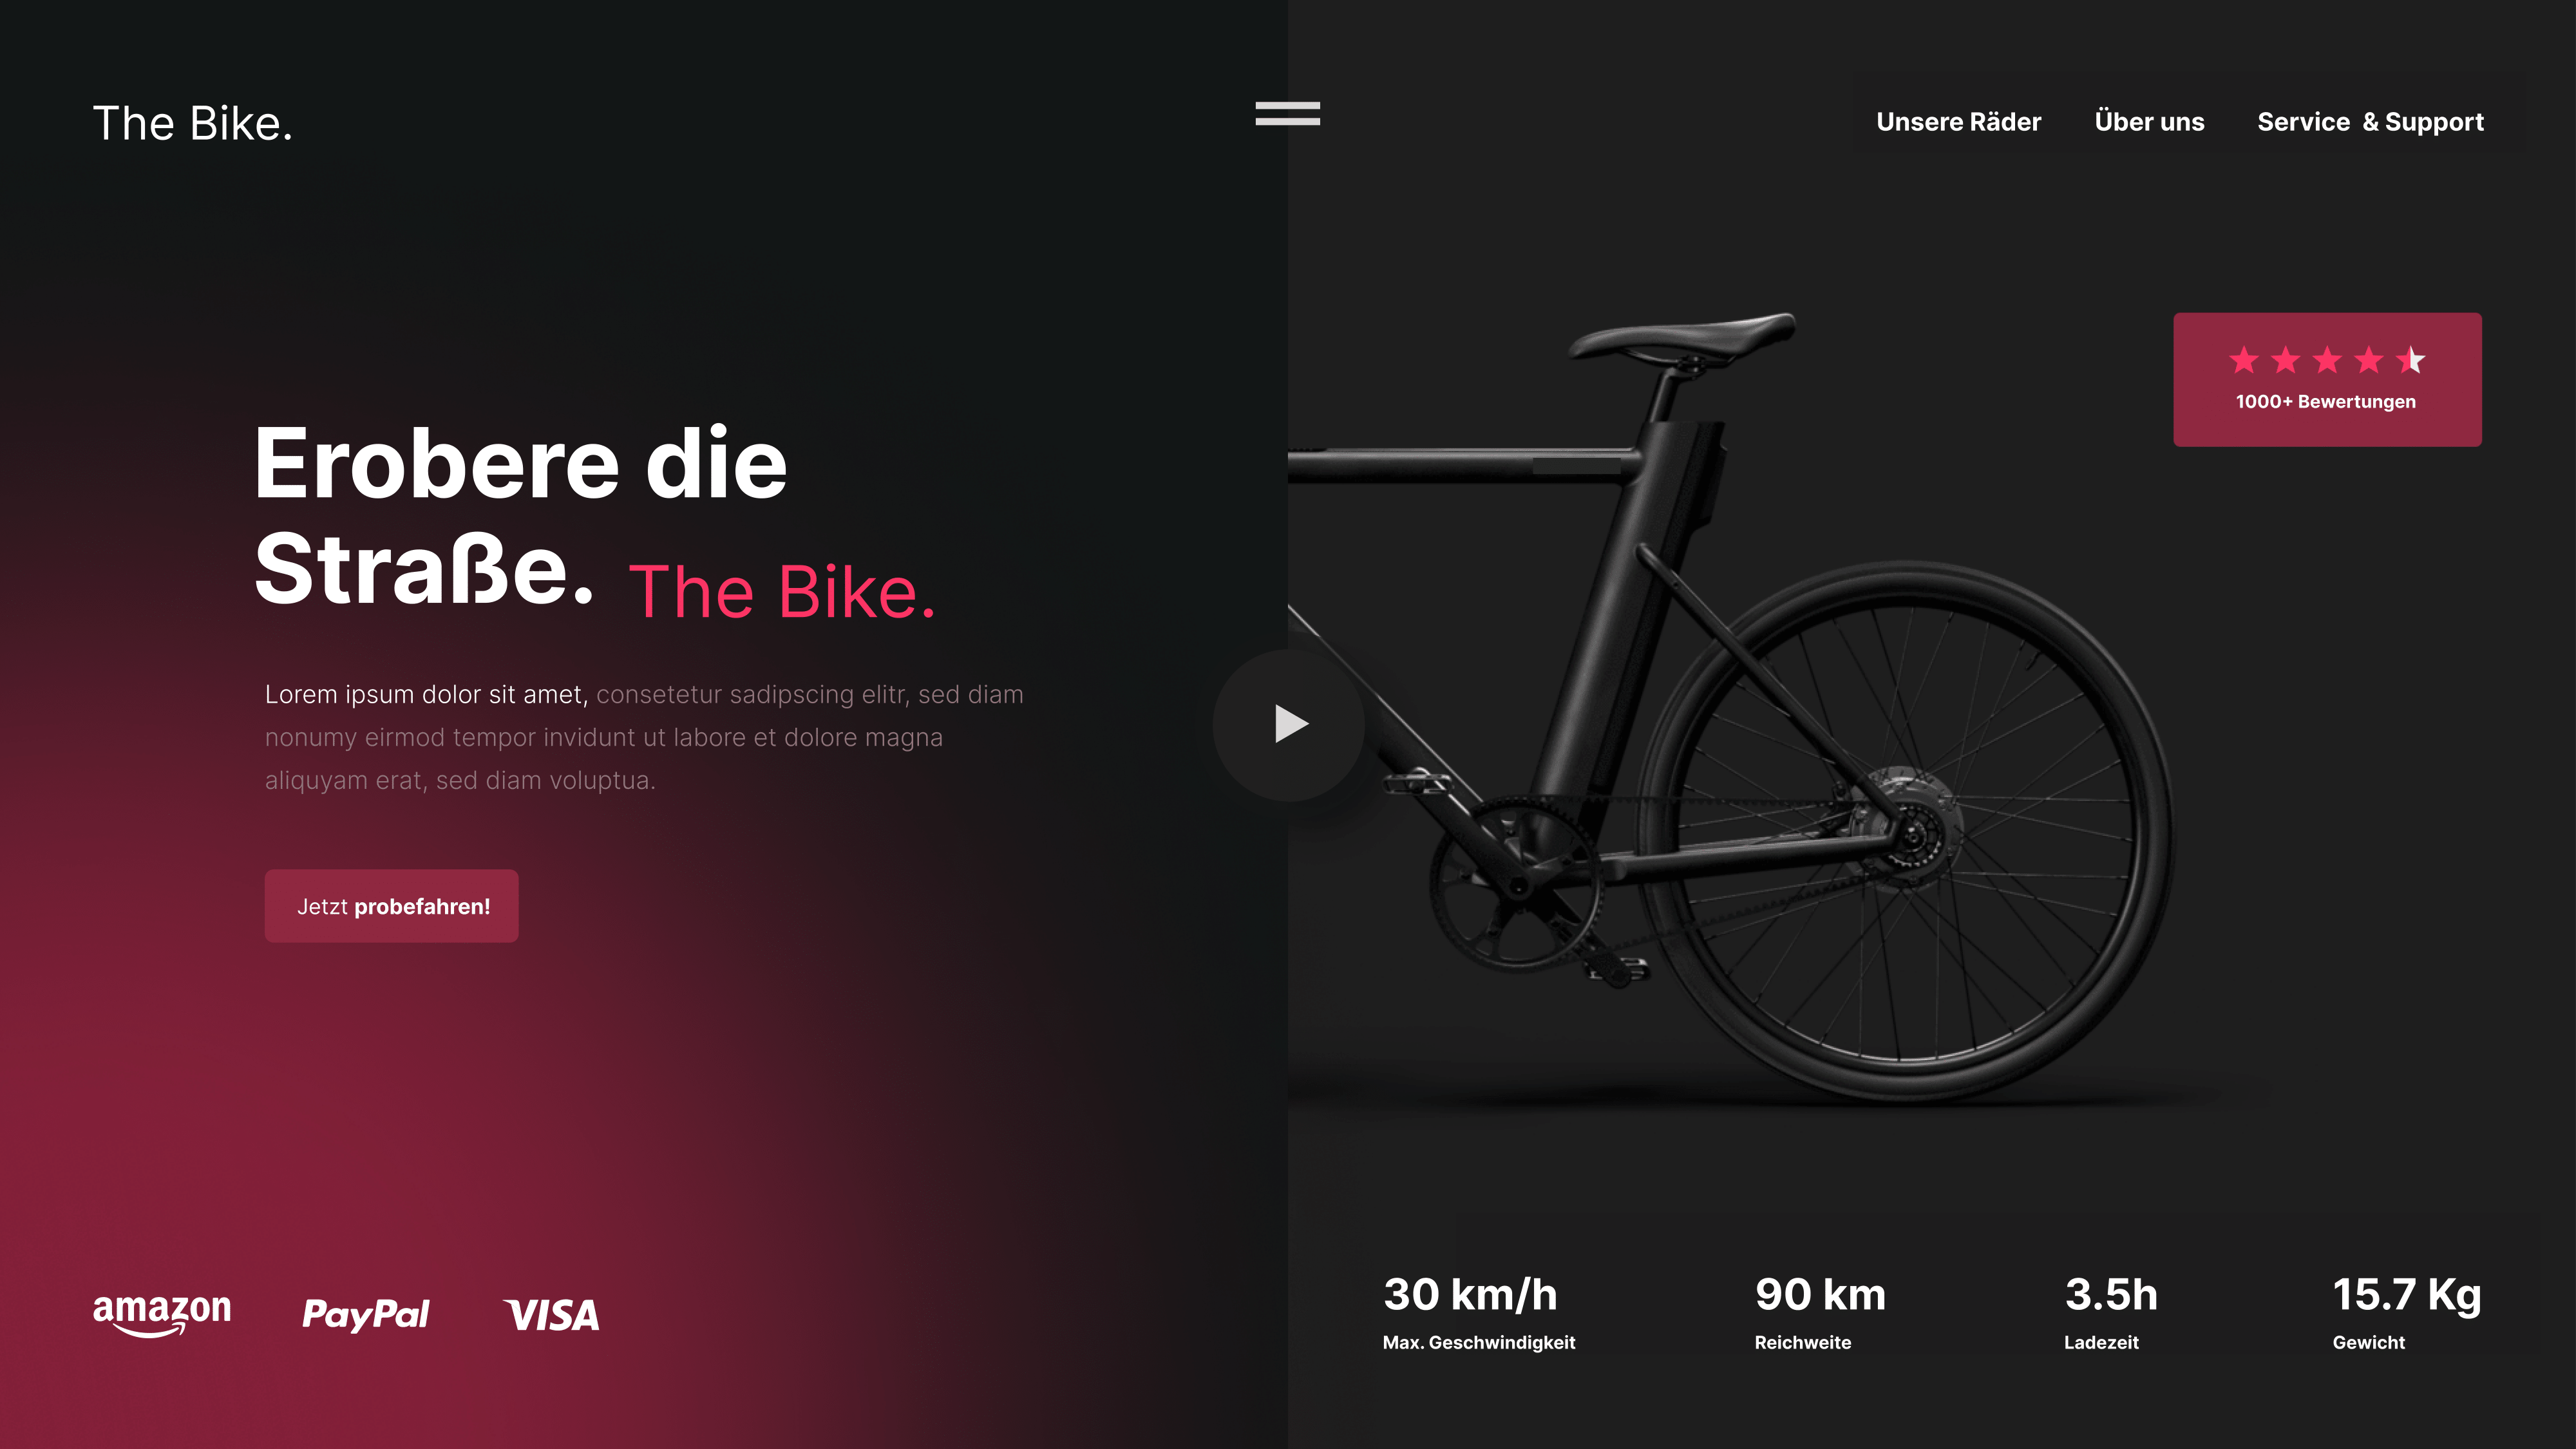 The Bike.
Unsere Räder
Über uns
Service & Support
1000+ Bewertungen
Erobere die
Straße. The Bike.
Lorem ipsum dolor sit amet, consetetur sadipscing elitr, sed diam
nonumy eirmod tempor invidunt ut labore et dolore magna
aliquyam erat, sed diam voluptua.
Jetzt probefahren!
amazon
PayPal
VISA
30 km/h
Max. Geschwindigkeit
90 km
Reichweite
3.5h
Ladezeit
15.7 Kg
Gewicht